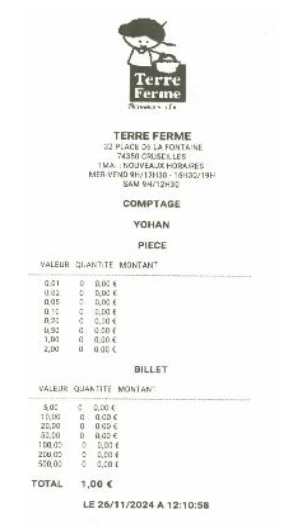 Terre
Ferme
TERRE FERME
32 PLACE DE LA FONTAINE
74350 CRUSEILLES
1 MAI : NOUVEAUX HORAIRES
MER-VEND 9H/12H30 - 16H30/19H
SAM 9H/12H30
COMPTAGE
YOHAN
PIECE
VALEUR QUANTITE MONTANT
0,01 0 0,00 €
0,02 0 0,00 €
0,05 0 0,00 €
0,10 0 0,00 €
0,20 0 0,00 €
0,50 0 0,00 €
1,00 0 0,00 €
2,00 0 0,00 €
BILLET
VALEUR QUANTITE MONTANT
5,00 0 0,00 €
10,00 0 0,00 €
20,00 0 0,00 €
50,00 0 0,00 €
100,00 0 0,00 €
200,00 0 0,00 €
500,00 0 0,00 €
TOTAL 1,00 €
LE 26/11/2024 A 12:10:58